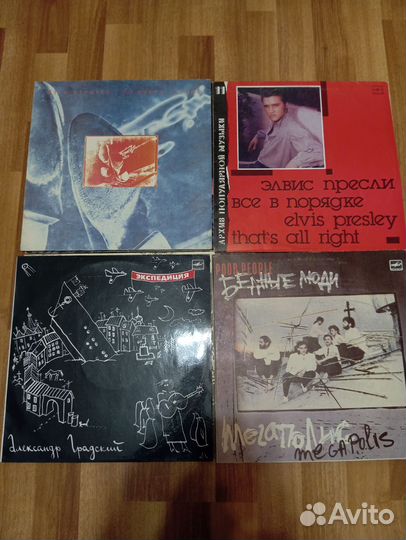 АРХИВ ПОПУЛЯРНОЙ МУЗЫКИ
ЭЛВИС ПРЕСЛИ
ВСЕ В ПОРЯДКЕ
elvis presley
that's all right
ЭКСПЕДИЦИЯ
Александр Градский
POOR PEOPLE
БЕДНЫЕ ЛЮДИ
МЕГАПОЛИС
MEGAPOLIS
Avito